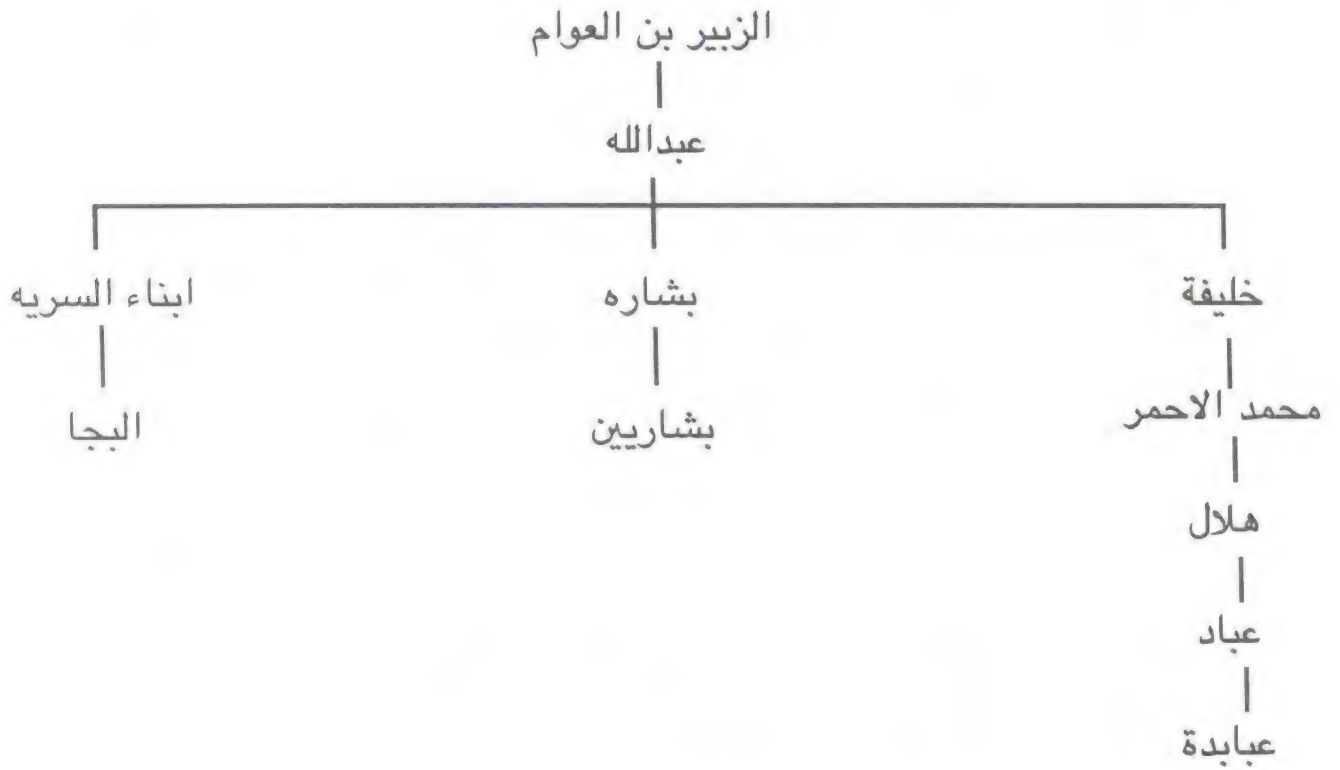 الزبير بن العوام
عبدالله
خليفة بشاره ابناء السريه
محمد الاحمر بشاريين البجا
هلال
عباد
عبابدة